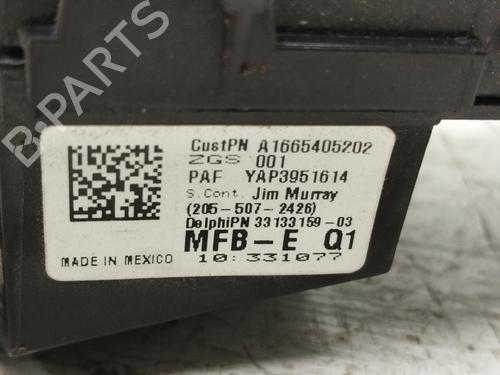 B-PARTS
CustPN A1665405202
ZGS 001
PAF YAP3951614
S.Cont. Jim Murray
(205-507-2426)
DelphiPN 33133159-03
MFB-E Q1
MADE IN MEXICO 10:331077